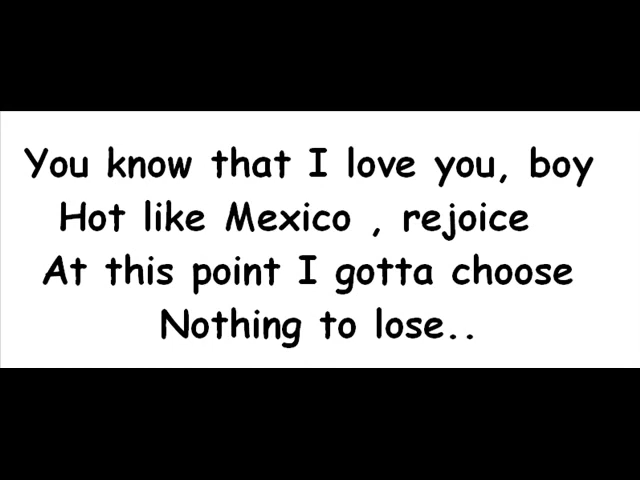 You know that I love you, boy
Hot like Mexico , rejoice
At this point I gotta choose
Nothing to lose..